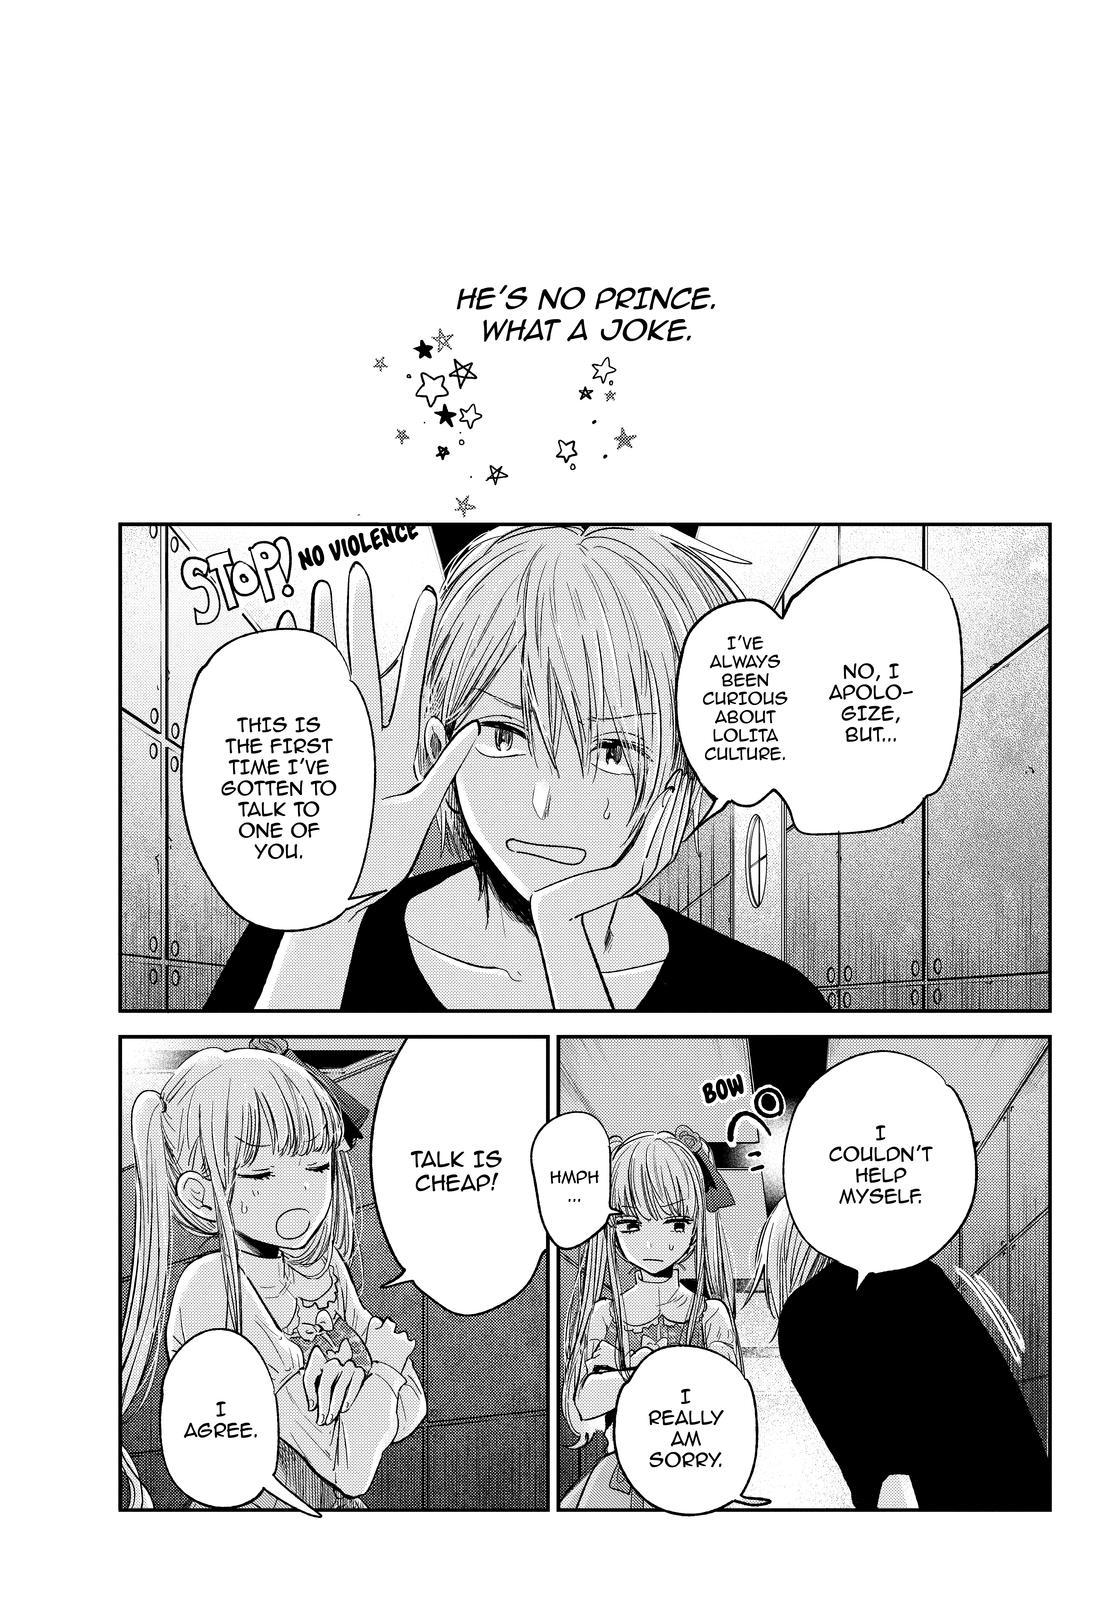 HE'S NO PRINCE.
WHAT A JOKE.
NO, I
APOLO-
GIZE,
BUT...
I'VE
ALWAYS
BEEN
CURIOUS
ABOUT
LOLITA
CULTURE.
STOP!
NO VIOLENCE
THIS IS
THE FIRST
TIME I'VE
GOTTEN TO
TALK TO
ONE OF
YOU.
I
COULDN'T
HELP
MYSELF.
BOW
HMPH
...
I
REALLY
AM
SORRY.
TALK IS
CHEAP!
I
AGREE.